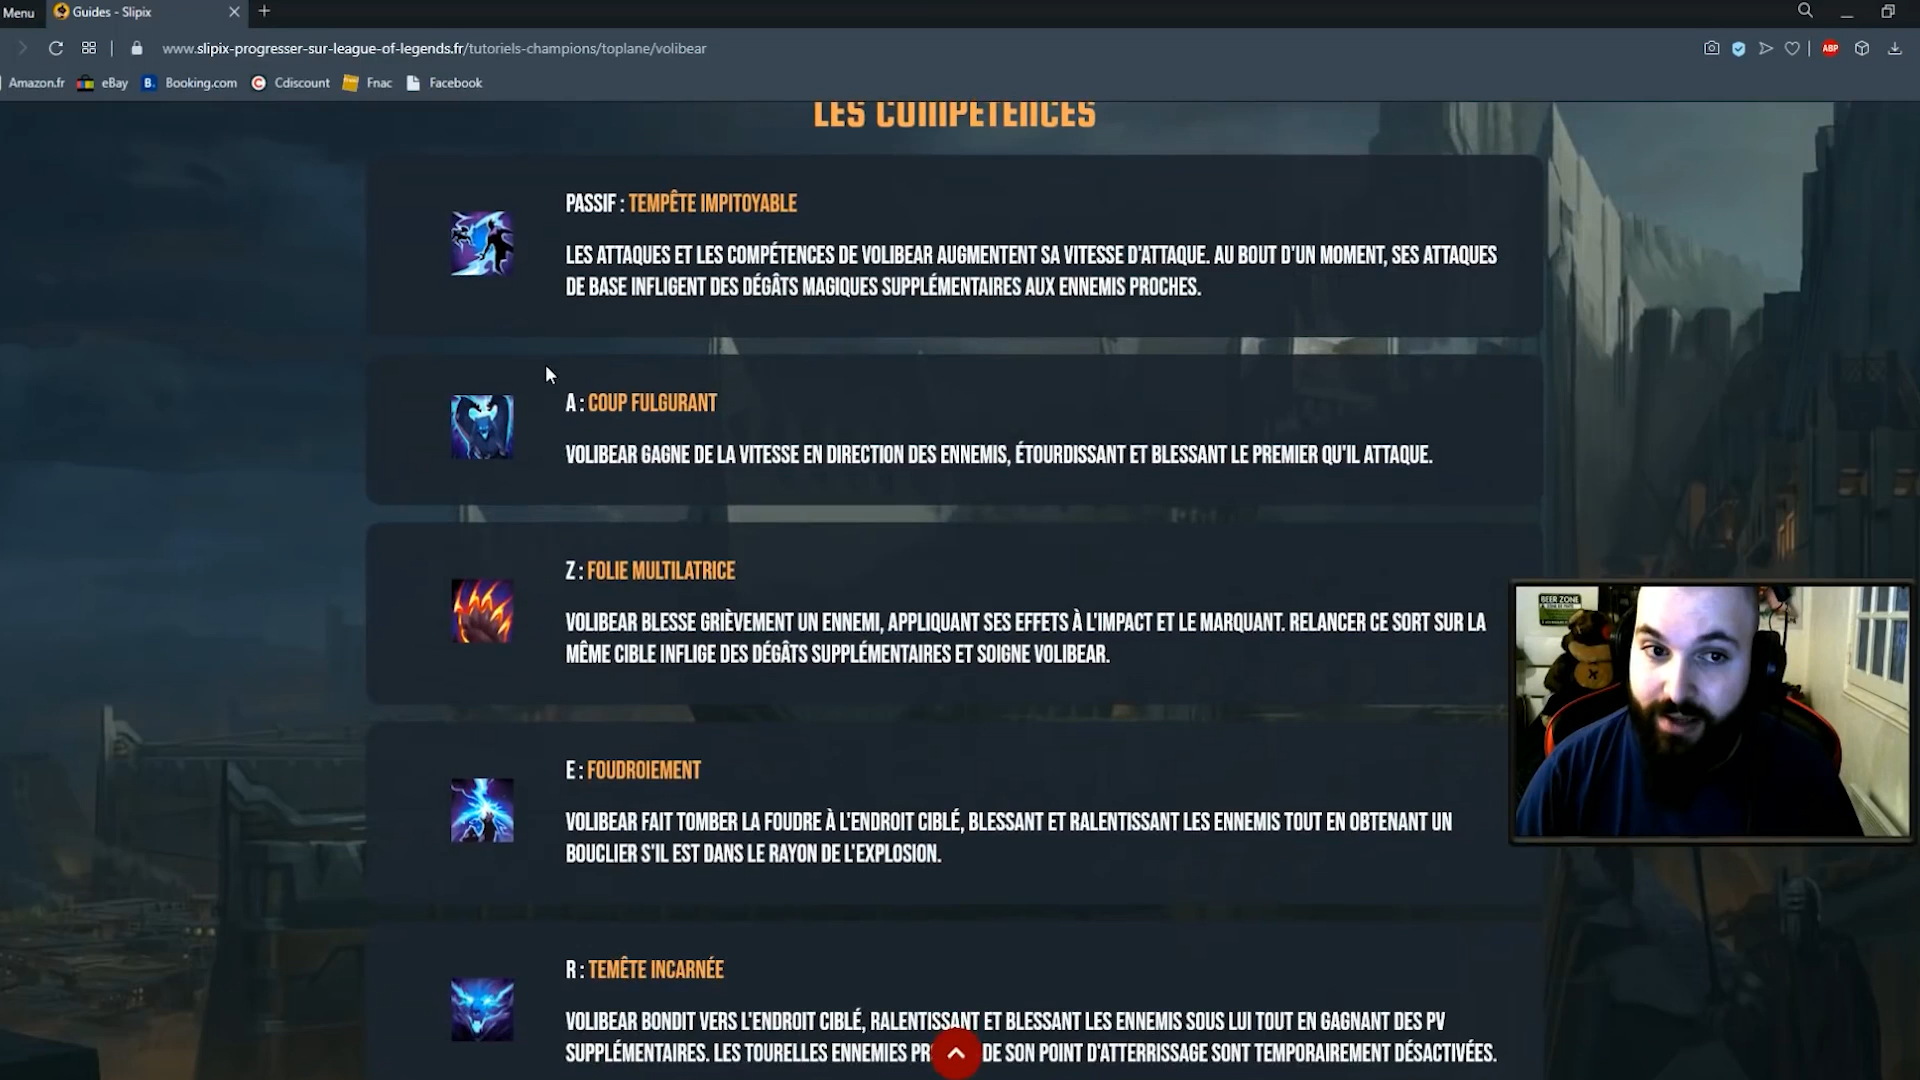 Menu
Guides - Slipix
www.slipix-progresser-sur-league-of-legends.fr/tutoriels-champions/toplane/volibear
ABP
Amazon.fr eBay B. Booking.com C Cdiscount Fnac Facebook
LES COMPÉTENCES
PASSIF : TEMPÊTE IMPITOYABLE
LES ATTAQUES ET LES COMPÉTENCES DE VOLIBEAR AUGMENTENT SA VITESSE D'ATTAQUE. AU BOUT D'UN MOMENT, SES ATTAQUES
DE BASE INFLIGENT DES DÉGÂTS MAGIQUES SUPPLÉMENTAIRES AUX ENNEMIS PROCHES.
A : COUP FULGURANT
VOLIBEAR GAGNE DE LA VITESSE EN DIRECTION DES ENNEMIS, ÉTOURDISSANT ET BLESSANT LE PREMIER QU'IL ATTAQUE.
Z : FOLIE MULTILATRICE
VOLIBEAR BLESSE GRIÈVEMENT UN ENNEMI, APPLIQUANT SES EFFETS À L'IMPACT ET LE MARQUANT. RELANCER CE SORT SUR LA
MÊME CIBLE INFLIGE DES DÉGÂTS SUPPLÉMENTAIRES ET SOIGNE VOLIBEAR.
BEER ZONE
E : FOUDROIEMENT
VOLIBEAR FAIT TOMBER LA FOUDRE À L'ENDROIT CIBLÉ, BLESSANT ET RALENTISSANT LES ENNEMIS TOUT EN OBTENANT UN
BOUCLIER S'IL EST DANS LE RAYON DE L'EXPLOSION.
R : TEMÊTE INCARNÉE
VOLIBEAR BONDIT VERS L'ENDROIT CIBLÉ, RALENTISSANT ET BLESSANT LES ENNEMIS SOUS LUI TOUT EN GAGNANT DES PV
SUPPLÉMENTAIRES. LES TOURELLES ENNEMIES PR DE SON POINT D'ATTERRISSAGE SONT TEMPORAIREMENT DÉSACTIVÉES.